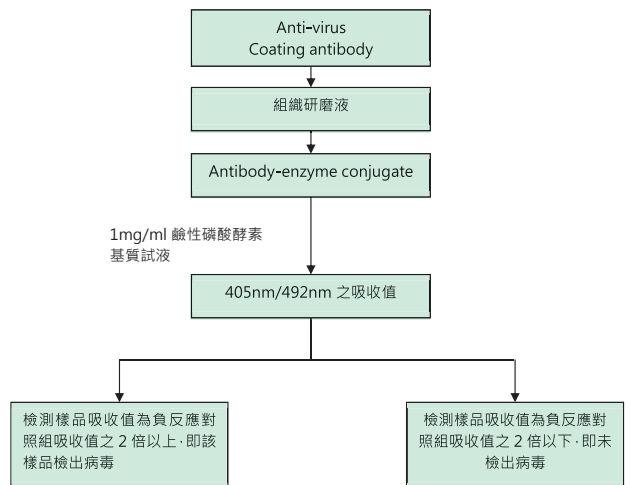 Anti-virus
Coating antibody
組織研磨液
Antibody-enzyme conjugate
1mg/ml 鹼性磷酸酵素
基質試液
405nm/492nm 之吸收值
檢測樣品吸收值為負反應對
照組吸收值之 2 倍以上，即該
樣品檢出病毒
檢測樣品吸收值為負反應對
照組吸收值之 2 倍以下，即未
檢出病毒